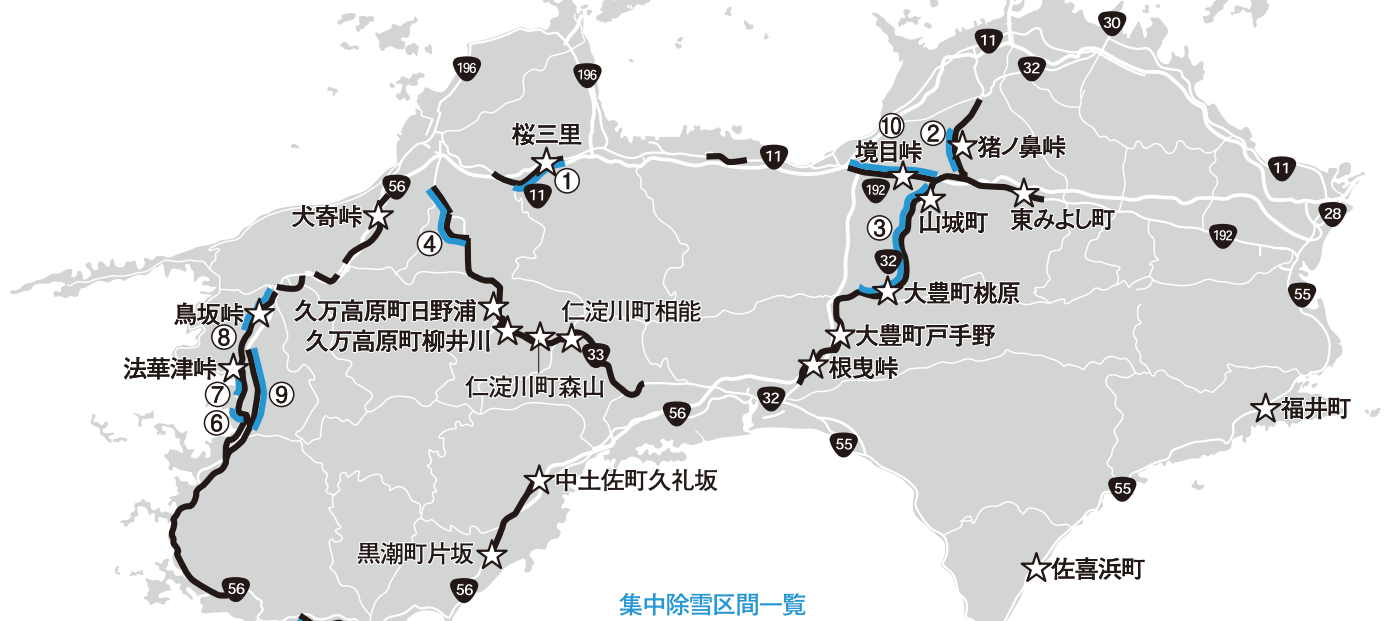 30
11
32
196
196
⑩
②
桜三里
境目峠
猪ノ鼻峠
11
11
①
192
11
56
犬寄峠
③
山城町
東みよし町
28
④
192
32
大豊町桃原
55
鳥坂峠
久万高原町日野浦
仁淀川町相能
⑧
久万高原町柳井川
大豊町戸手野
33
法華津峠
根曳峠
仁淀川町森山
⑦
⑨
32
56
福井町
⑥
55
中土佐町久礼坂
55
黒潮町片坂
佐喜浜町
56
56
集中除雪区間一覧